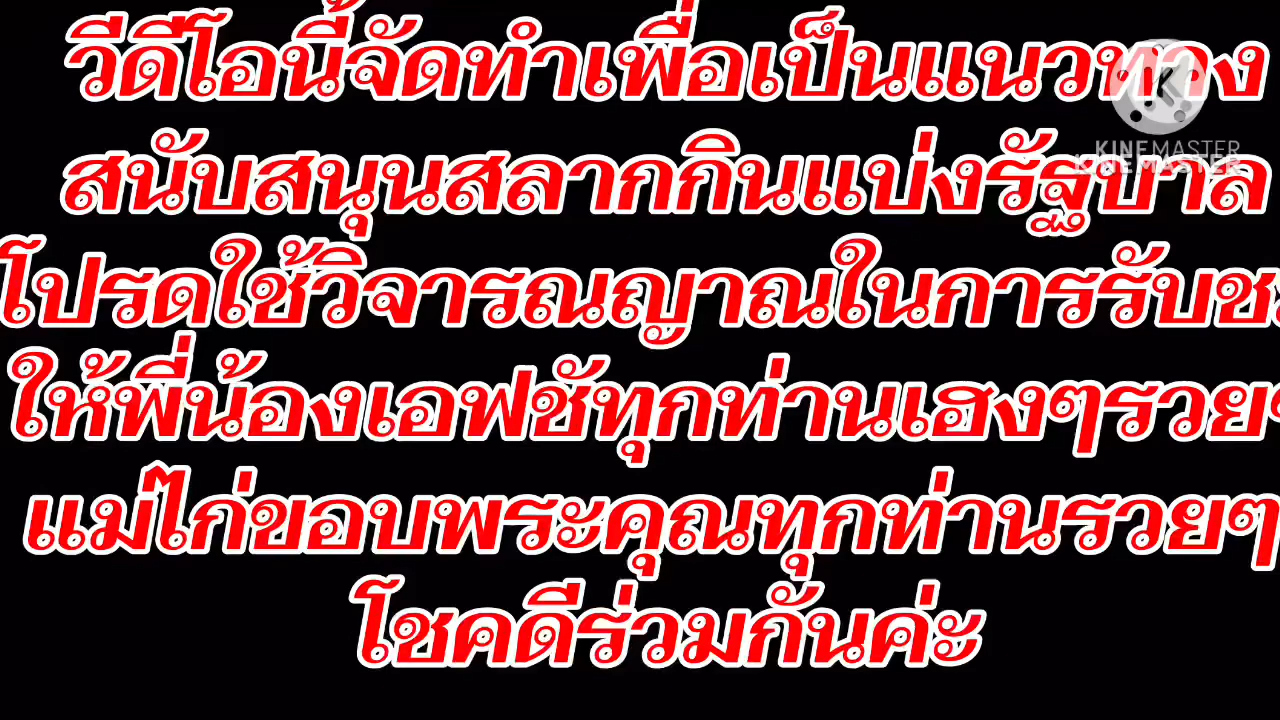 วีดีโอนี้จัดทำเพื่อเป็นแนวทาง
สนับสนุนสลากกินแบ่งรัฐบาล
โปรดใช้วิจารณญาณในการรับช
ให้พี่น้องเอฟซัทุกท่านเฮงๆรวย
แม่ไก่ขอบพระคุณทุกท่านรวยๆ
โชคดีร่วมกันค่ะ
KINEMASTER
KINEMASTER